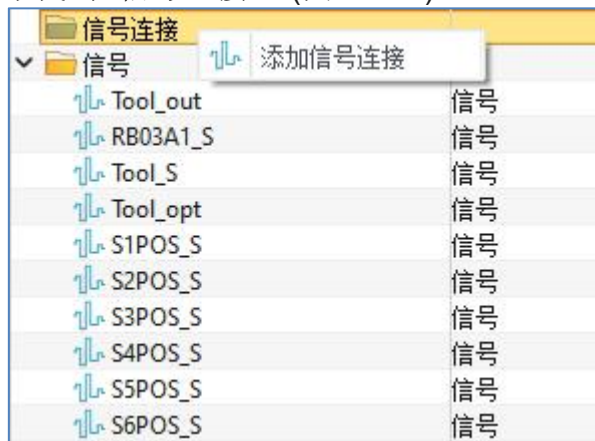 信号连接
添加信号连接
信号
Tool_out 信号
RB03A1_S 信号
Tool_S 信号
Tool_opt 信号
S1POS_S 信号
S2POS_S 信号
S3POS_S 信号
S4POS_S 信号
S5POS_S 信号
S6POS_S 信号